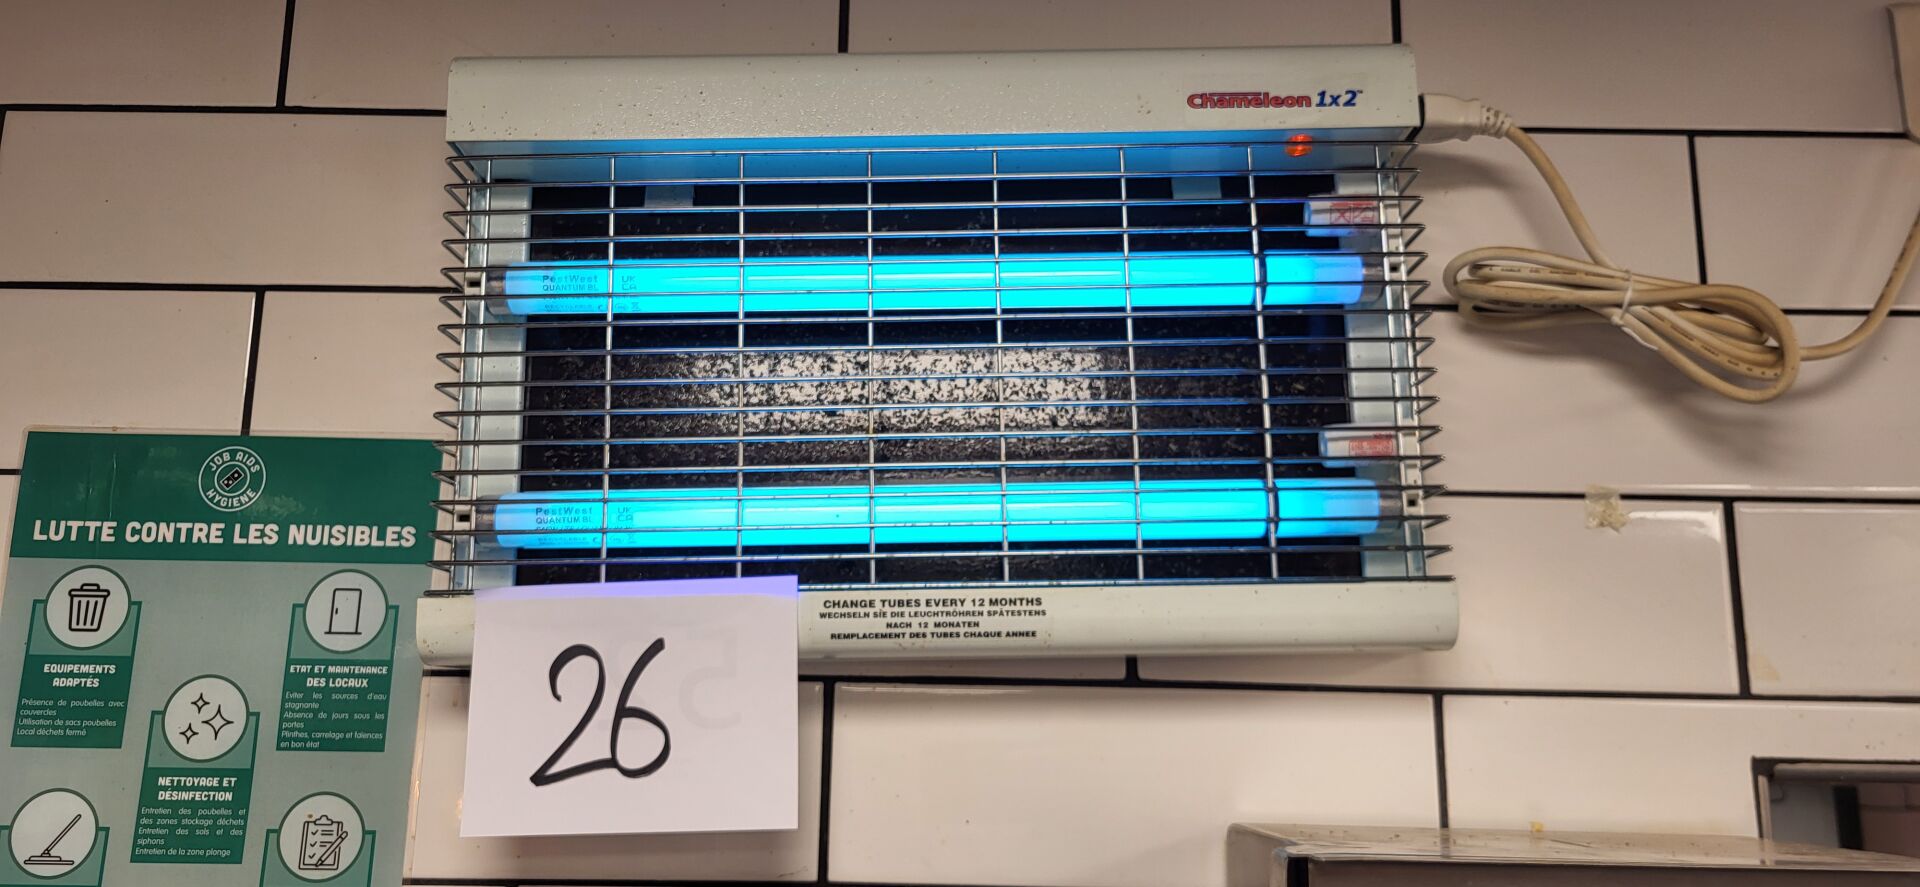 Chameleon 1x2™
PestWest UK
QUANTUM BL CA
PestWest UK
QUANTUM BL CA
CHANGE TUBES EVERY 12 MONTHS
WECHSELN SIE DIE LEUCHTRÖHREN SPÄTESTENS
NACH 12 MONATEN
REMPLACEMENT DES TUBES CHAQUE ANNEE
26
JOB AIDS
HYGIENE
LUTTE CONTRE LES NUISIBLES
EQUIPEMENTS
ADAPTÉS
Présence de poubelles avec
couvercles
Utilisation de sacs poubelles
Local déchets fermé
ETAT ET MAINTENANCE
DES LOCAUX
Eviter les sources d'eau
stagnante
Absence de jours sous les
portes
Plinthes, carrelage et faïences
en bon état
NETTOYAGE ET
DÉSINFECTION
Entretien des poubelles et
des zones stockage déchets
Entretien des sols et des
siphons
Entretien de la zone plonge